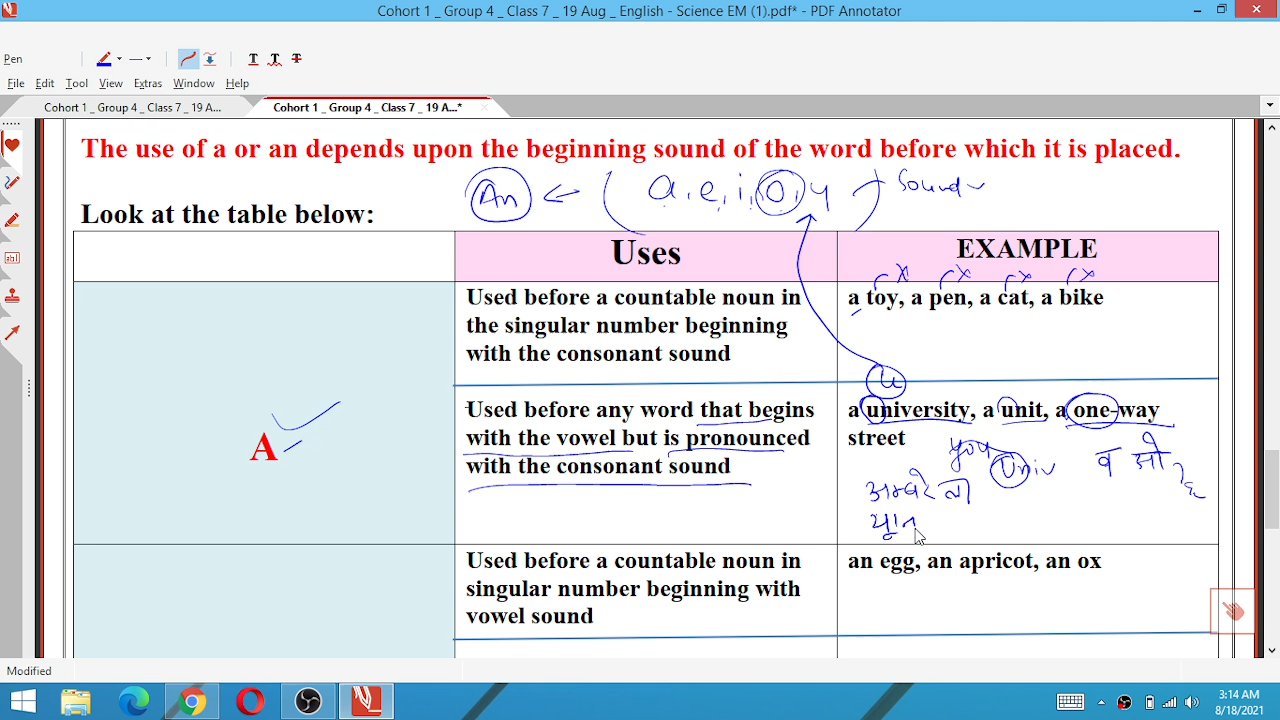 Cohort 1 _ Group 4 _ Class 7 _ 19 Aug _ English - Science EM (1).pdf* - PDF Annotator
Pen
T T T
File Edit Tool View Extras Window Help
Cohort 1 _ Group 4 _ Class 7 _ 19 A... Cohort 1 _ Group 4 _ Class 7 _ 19 A...*
The use of a or an depends upon the beginning sound of the word before which it is placed.
An a, e, i, o, u Sound
Look at the table below:
Uses EXAMPLE
Used before a countable noun in
the singular number beginning
with the consonant sound
a toy, a pen, a cat, a bike
A
Used before any word that begins
with the vowel but is pronounced
with the consonant sound
u
a university, a unit, a one-way
street
you Univ
Used before a countable noun in
singular number beginning with
vowel sound
an egg, an apricot, an ox
Modified
3:14 AM
8/18/2021